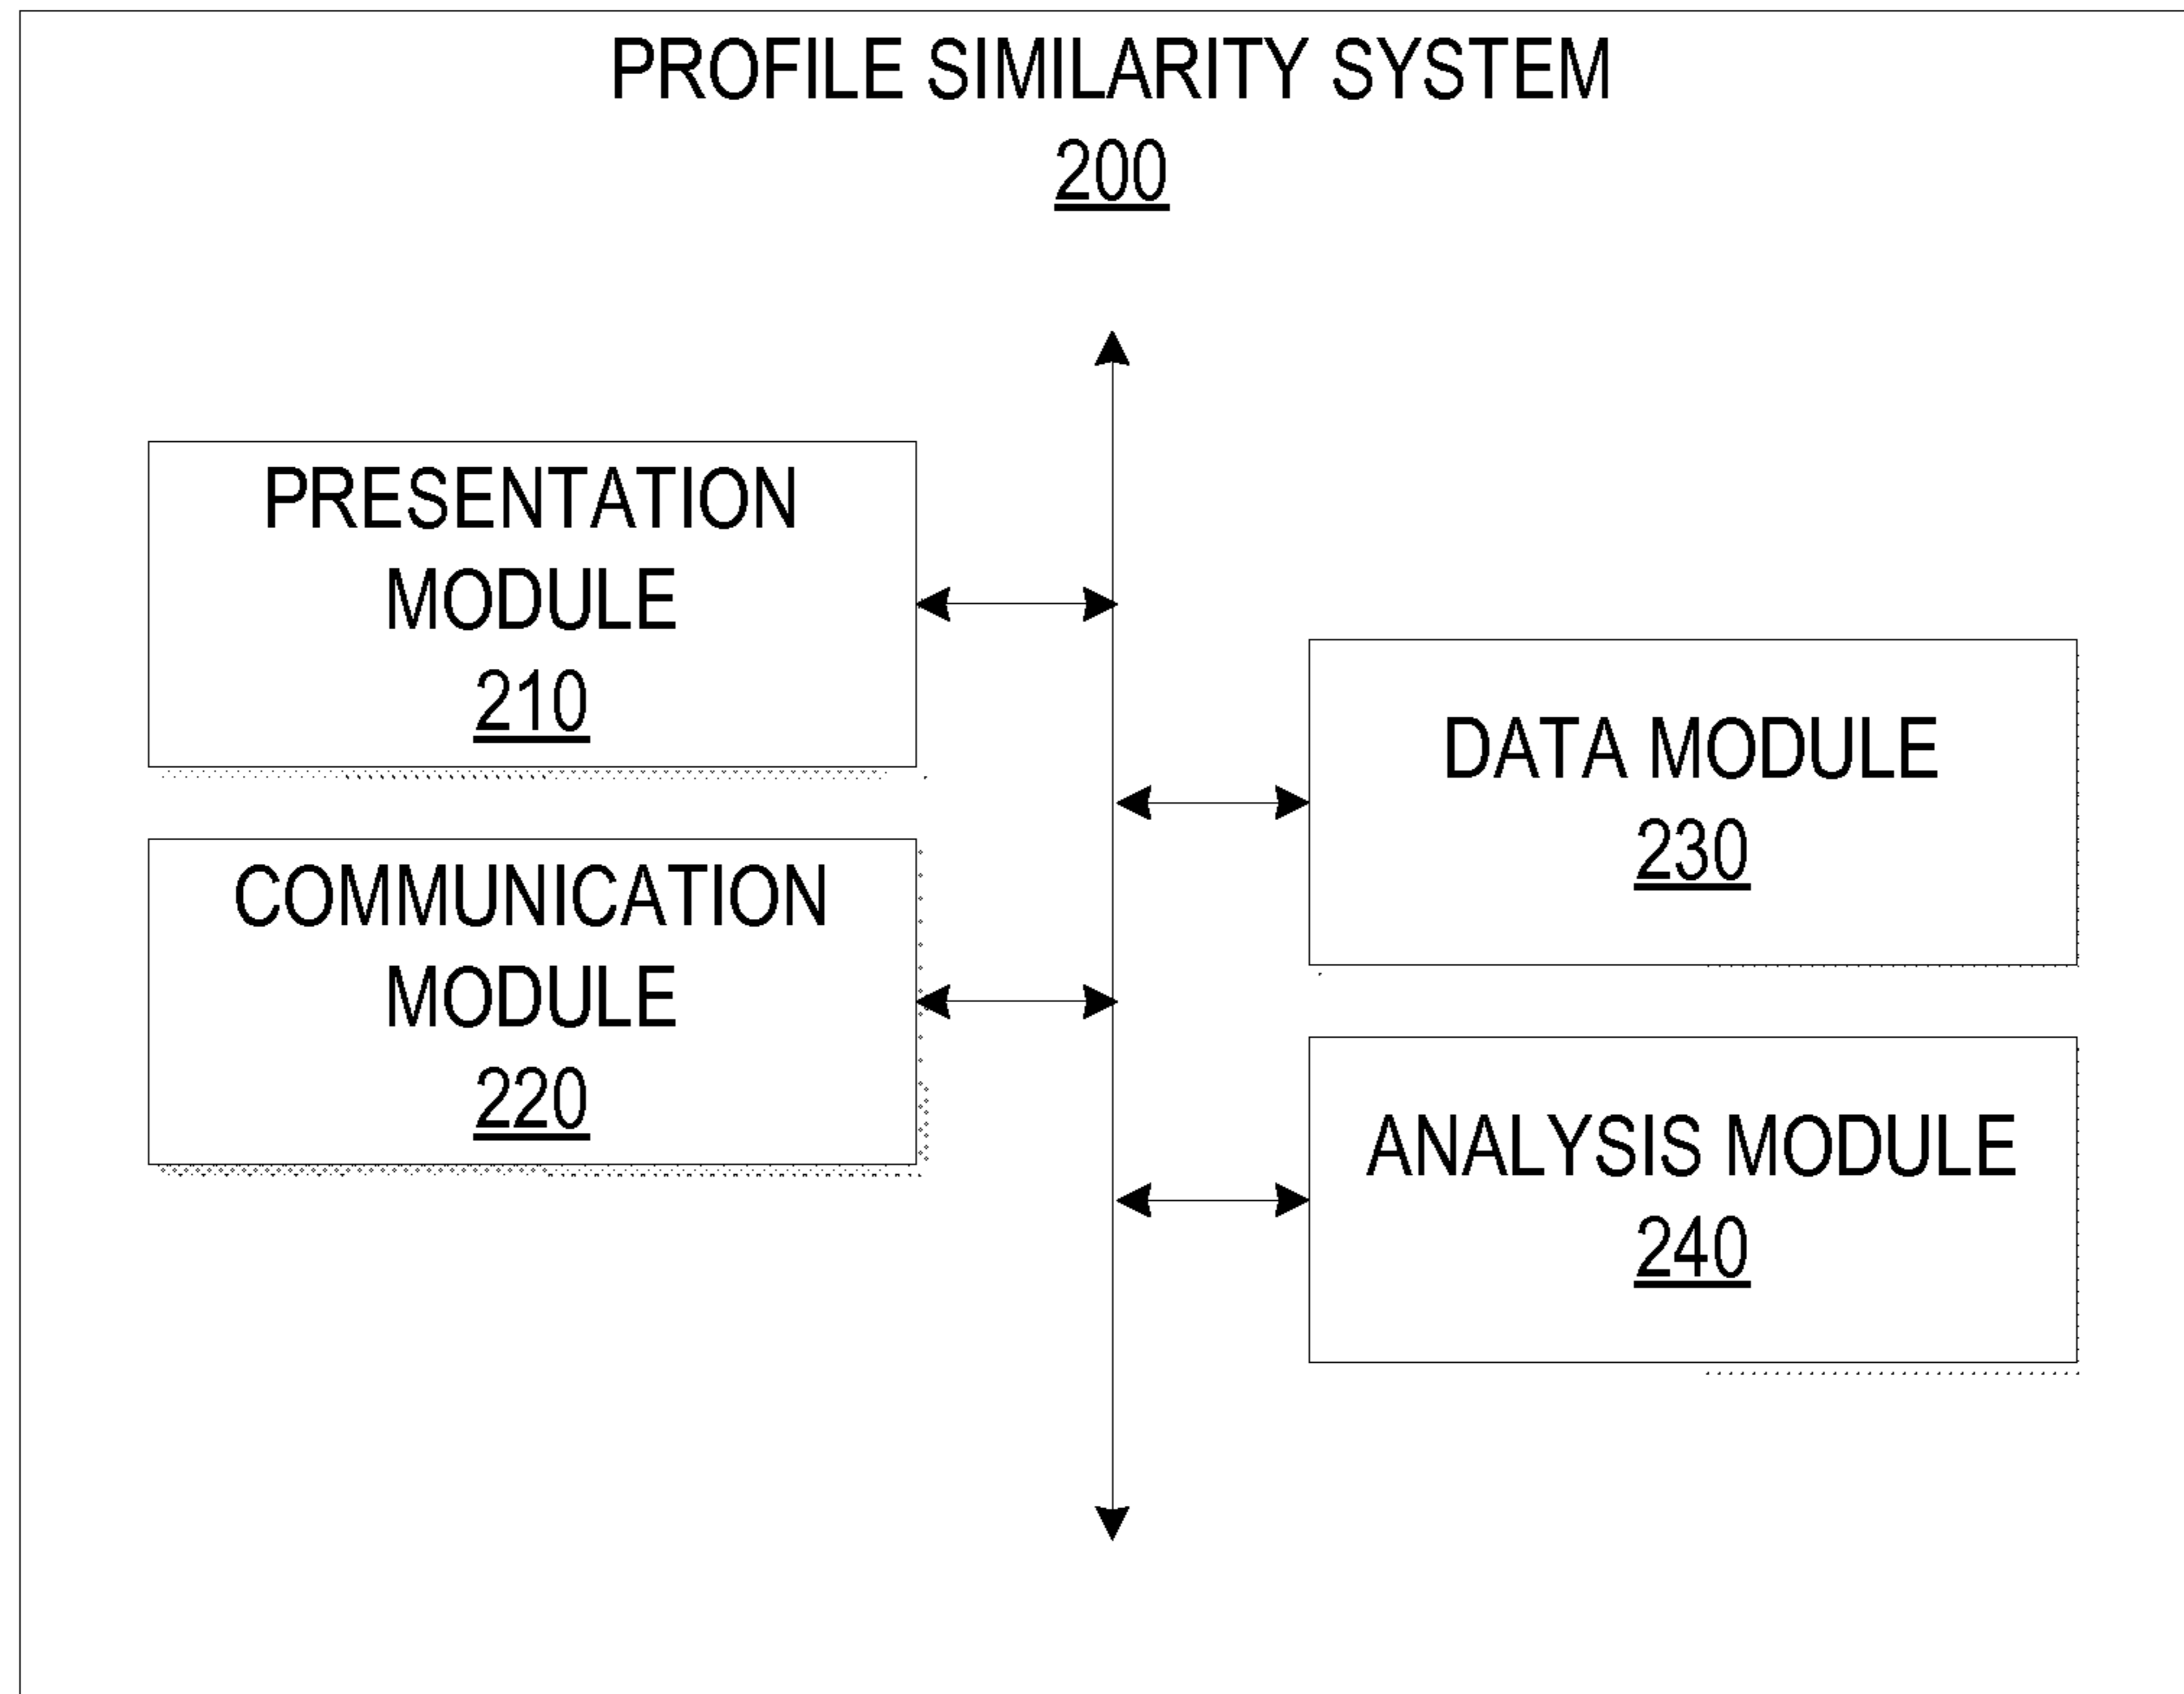 PROFILE SIMILARITY SYSTEM
200
PRESENTATION
MODULE
210
COMMUNICATION
MODULE
220
DATA MODULE
230
ANALYSIS MODULE
240